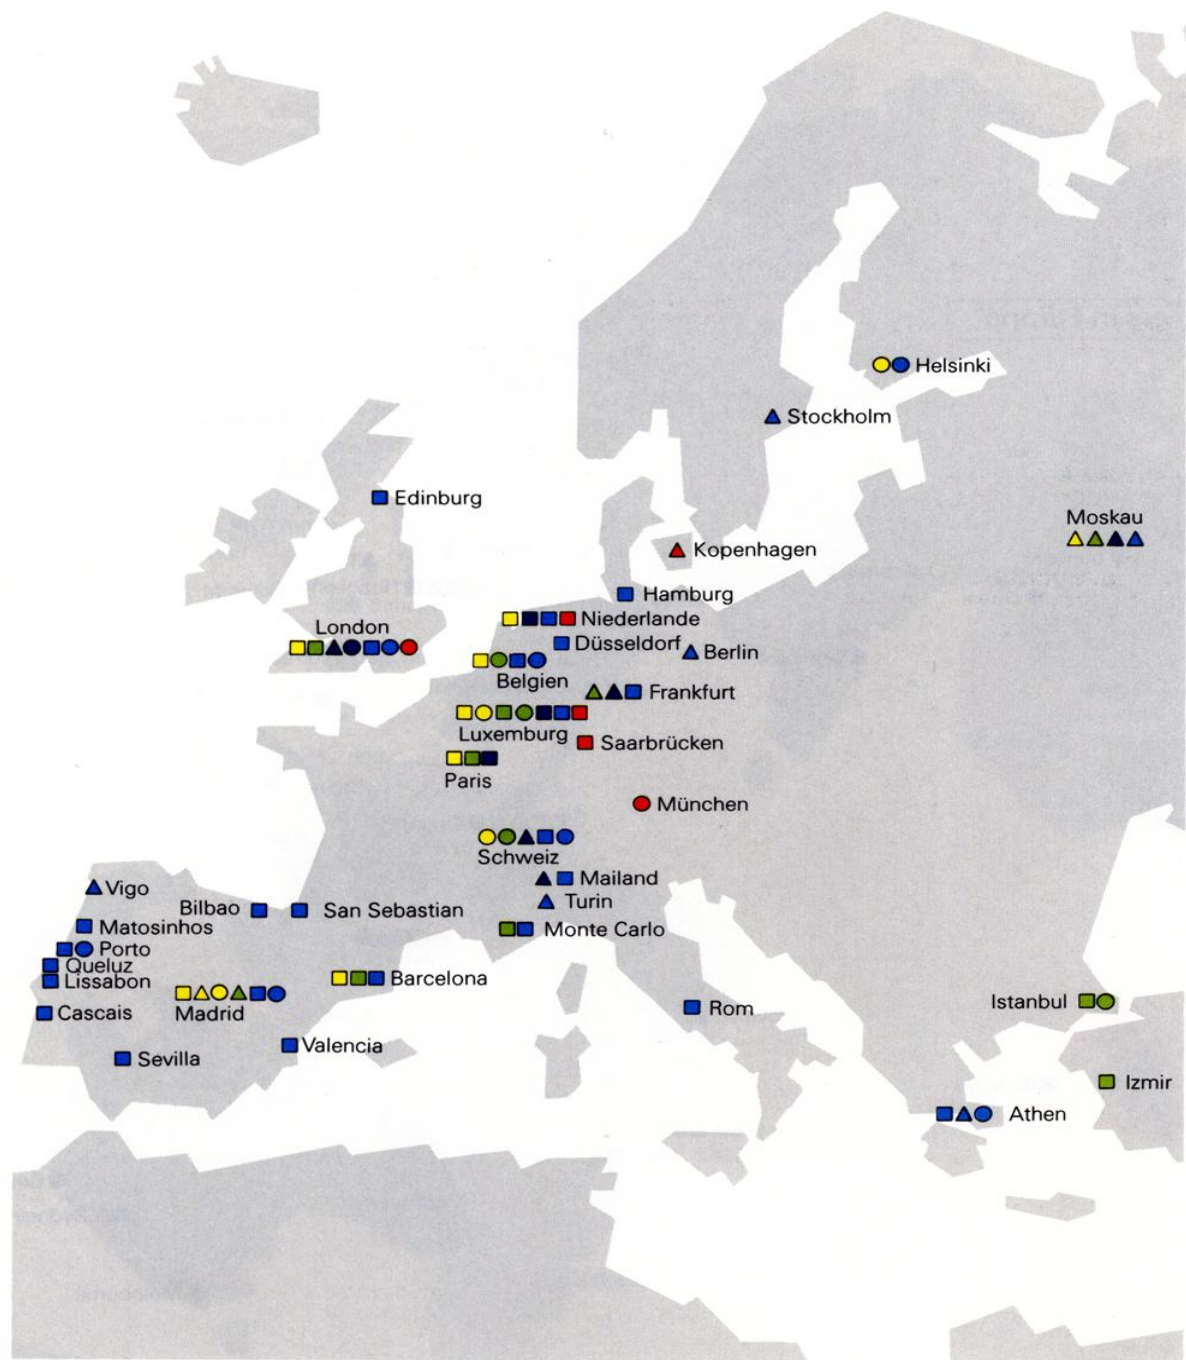 Helsinki
Stockholm
Edinburg
Moskau
Kopenhagen
Hamburg
Niederlande
London
Düsseldorf
Berlin
Belgien
Frankfurt
Luxemburg
Saarbrücken
Paris
München
Schweiz
Mailand
Vigo
Turin
Bilbao
San Sebastian
Matosinhos
Monte Carlo
Porto
Queluz
Lissabon
Barcelona
Istanbul
Cascais
Madrid
Rom
Valencia
Sevilla
Izmir
Athen